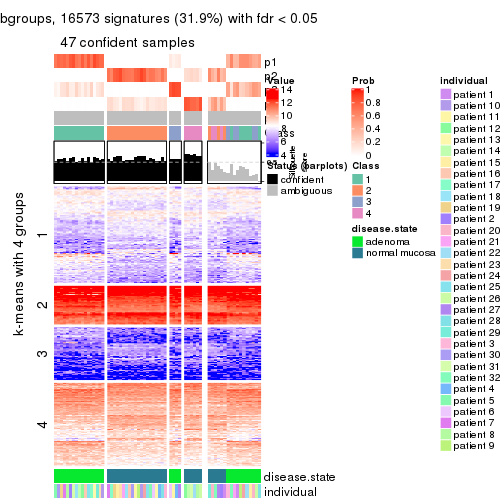 bgroups, 16573 signatures (31.9%) with fdr < 0.05
47 confident samples
p1
p2
p3
Value
14
12
10
8
6
4
Prob
1
0.8
0.6
0.4
0.2
0
individual
patient 1
patient 10
patient 11
patient 12
patient 13
patient 14
patient 15
patient 16
patient 17
patient 18
patient 19
patient 2
patient 20
patient 21
patient 22
patient 23
patient 24
patient 25
patient 26
patient 27
patient 28
patient 29
patient 3
patient 30
patient 31
patient 32
patient 4
patient 5
patient 6
patient 7
patient 8
patient 9
Silhouette
score
Status (barplots)
confident
ambiguous
Class
1
2
3
4
disease.state
adenoma
normal mucosa
k-means with 4 groups
1
2
3
4
disease.state
individual